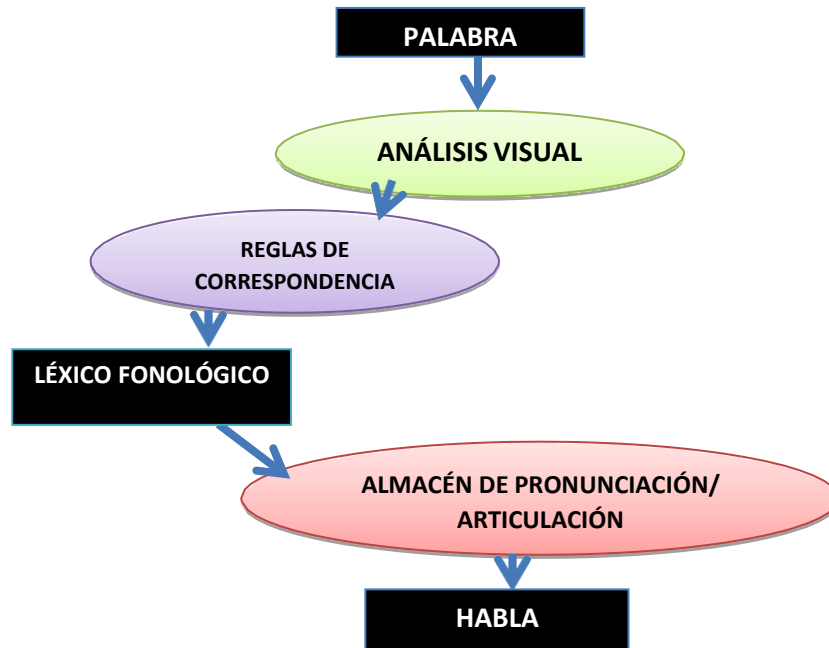 PALABRA
ANÁLISIS VISUAL
REGLAS DE
CORRESPONDENCIA
LÉXICO FONOLÓGICO
ALMACÉN DE PRONUNCIACIÓN/
ARTICULACIÓN
HABLA